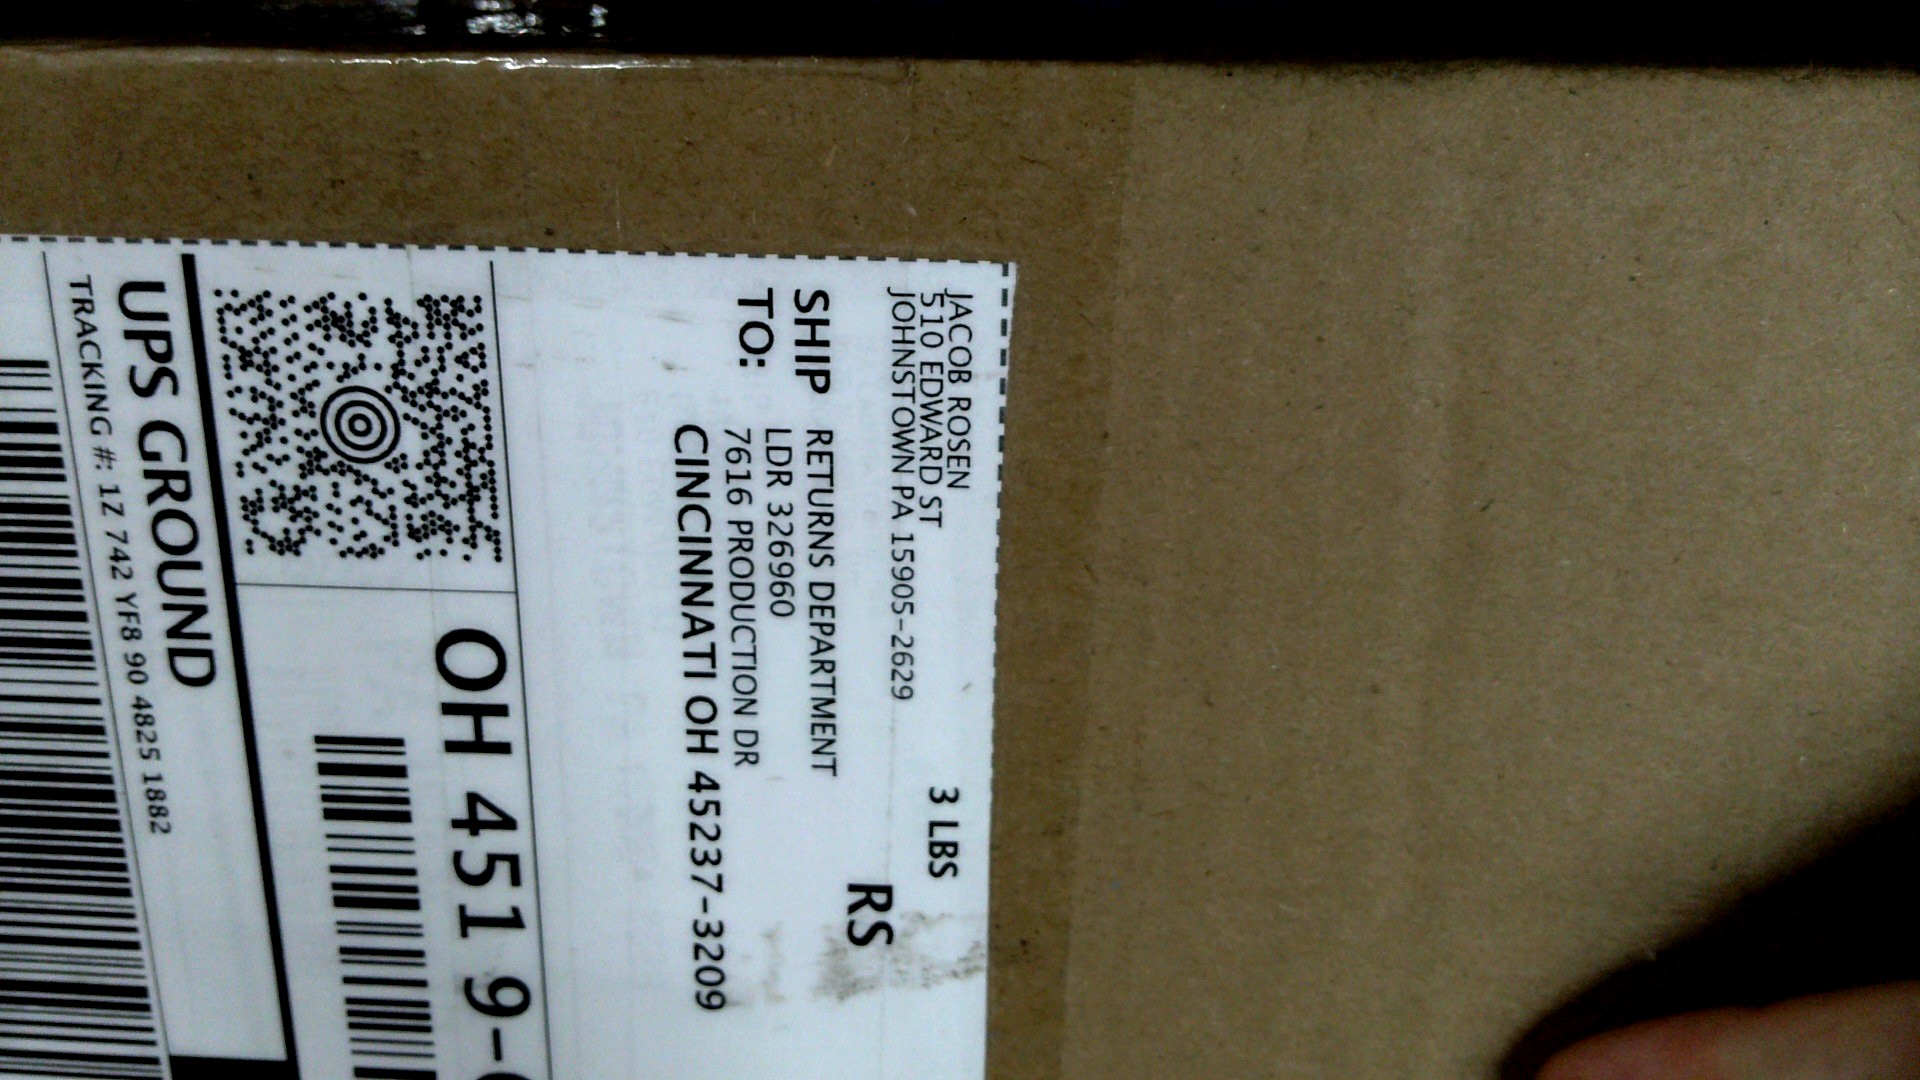 JACOB ROSEN
510 EDWARD ST
JOHNSTOWN PA 15905-2629
3 LBS
RS
SHIP
TO:
RETURNS DEPARTMENT
LDR 326960
7616 PRODUCTION DR
CINCINNATI OH 45237-3209
OH 451 9-
UPS GROUND
TRACKING #: 1Z 742 YF8 90 4825 1882